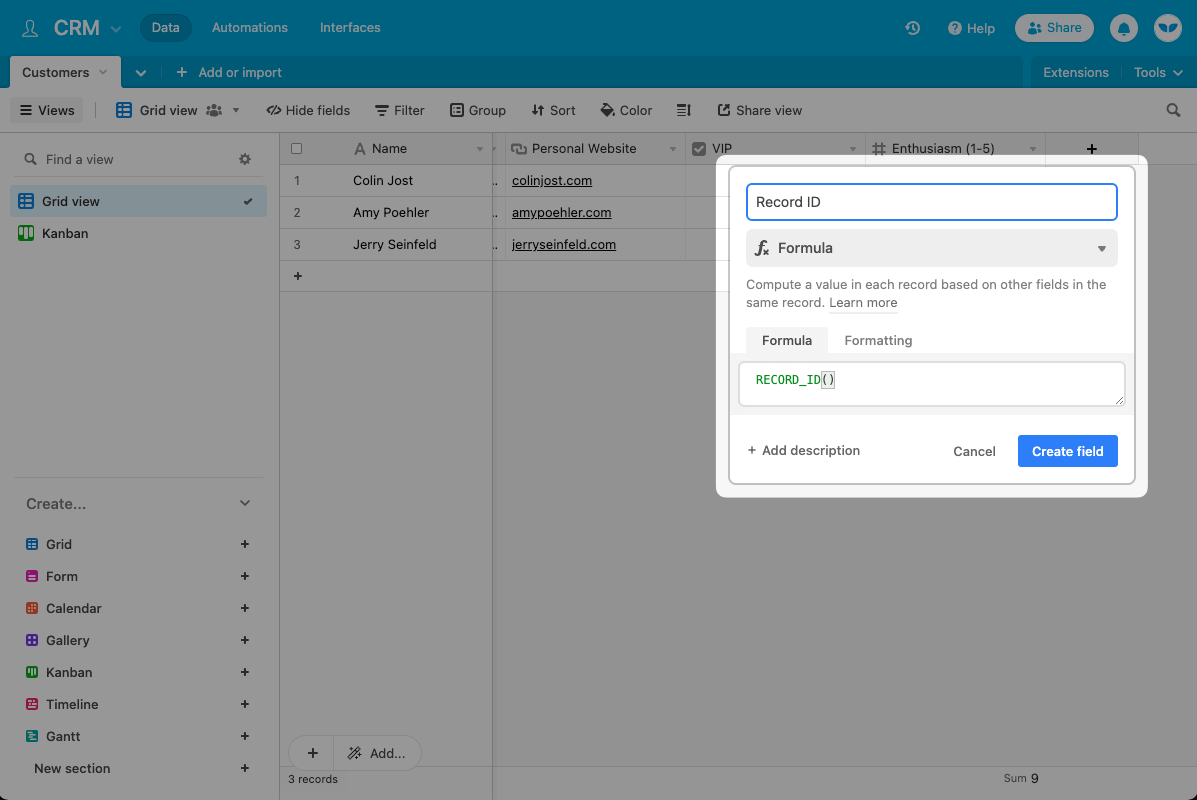 CRM
Data
Automations
Interfaces
Help
Share
Customers
Add or import
Extensions
Tools
Views
Grid view
Hide fields
Filter
Group
Sort
Color
Share view
Find a view
Grid view
Kanban
Name
Personal Website
VIP
Enthusiasm (1-5)
1 Colin Jost .. colinjost.com
2 Amy Poehler .. amypoehler.com
3 Jerry Seinfeld .. jerryseinfeld.com
+
Record ID
Formula
Compute a value in each record based on other fields in the
same record. Learn more
Formula Formatting
RECORD_ID()
+ Add description
Cancel
Create field
Create...
Grid +
Form +
Calendar +
Gallery +
Kanban +
Timeline +
Gantt +
New section +
+ Add...
3 records
Sum 9